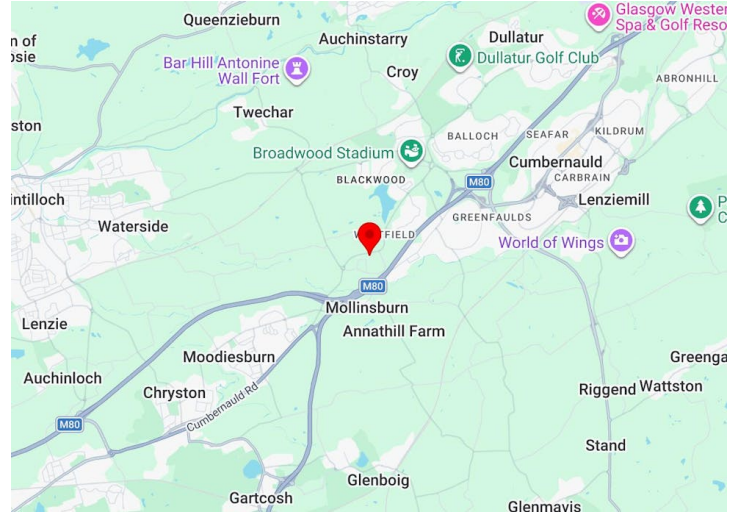 Queenzieburn
Glasgow Wester
Spa & Golf Reso
n of
psie
Auchinstarry
Dullatur
Bar Hill Antonine
Wall Fort
Croy
Dullatur Golf Club
ABRONHILL
Twechar
ston
BALLOCH
SEAFAR
KILDRUM
Broadwood Stadium
Cumbernauld
BLACKWOOD
CARBRAIN
M80
intilloch
Lenziemill
P
C
GREENFAULDS
Waterside
W
TFIELD
World of Wings
M80
Mollinsburn
Lenzie
Annathill Farm
Moodiesburn
Greenga
Auchinloch
Chryston
Riggend
Wattston
Cumbernauld Rd
M80
Stand
Glenboig
Gartcosh
Glenmavis